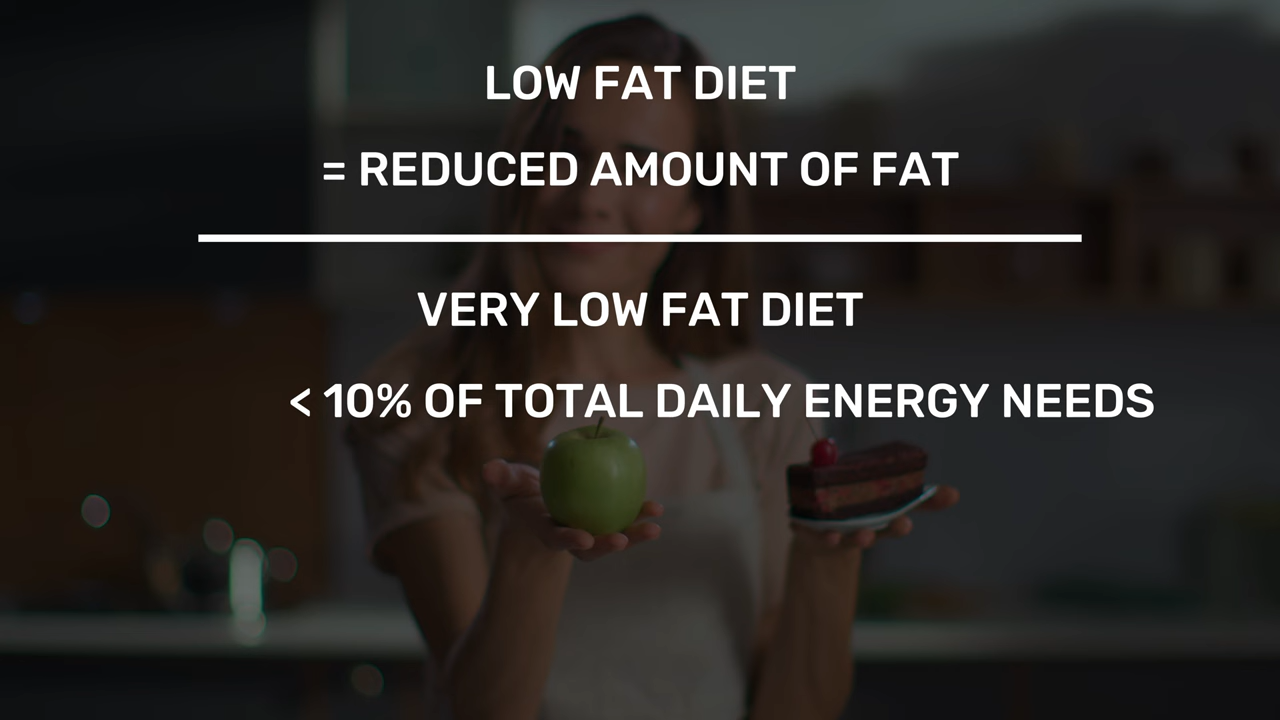 LOW FAT DIET
= REDUCED AMOUNT OF FAT
VERY LOW FAT DIET
< 10% OF TOTAL DAILY ENERGY NEEDS